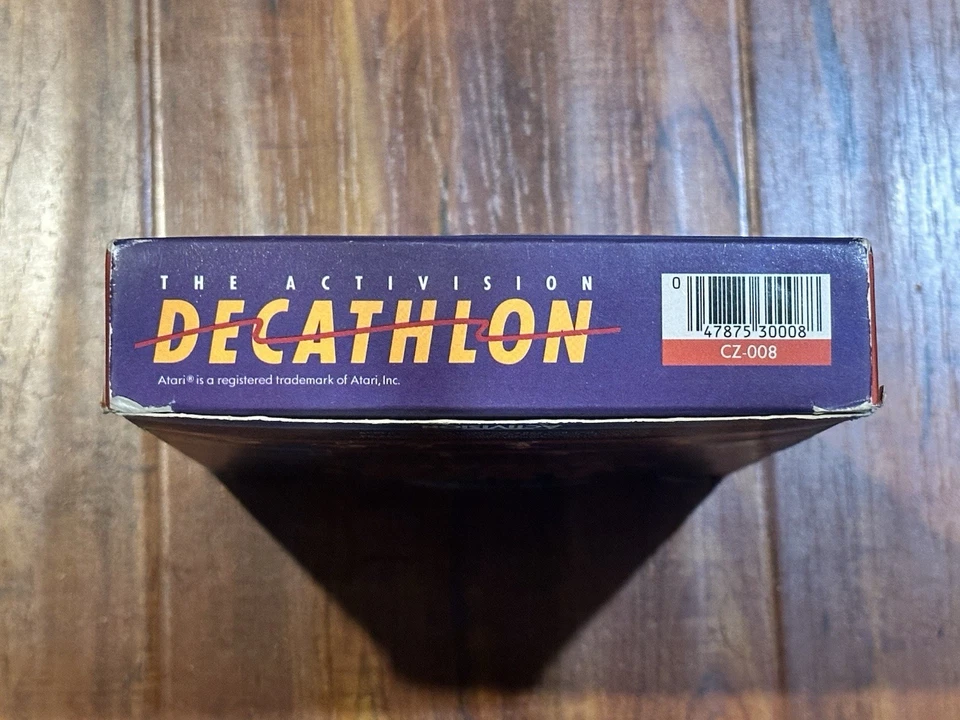 THE ACTIVISION
DECATHLON
Atari® is a registered trademark of Atari, Inc.
0
47875 30008
CZ-008